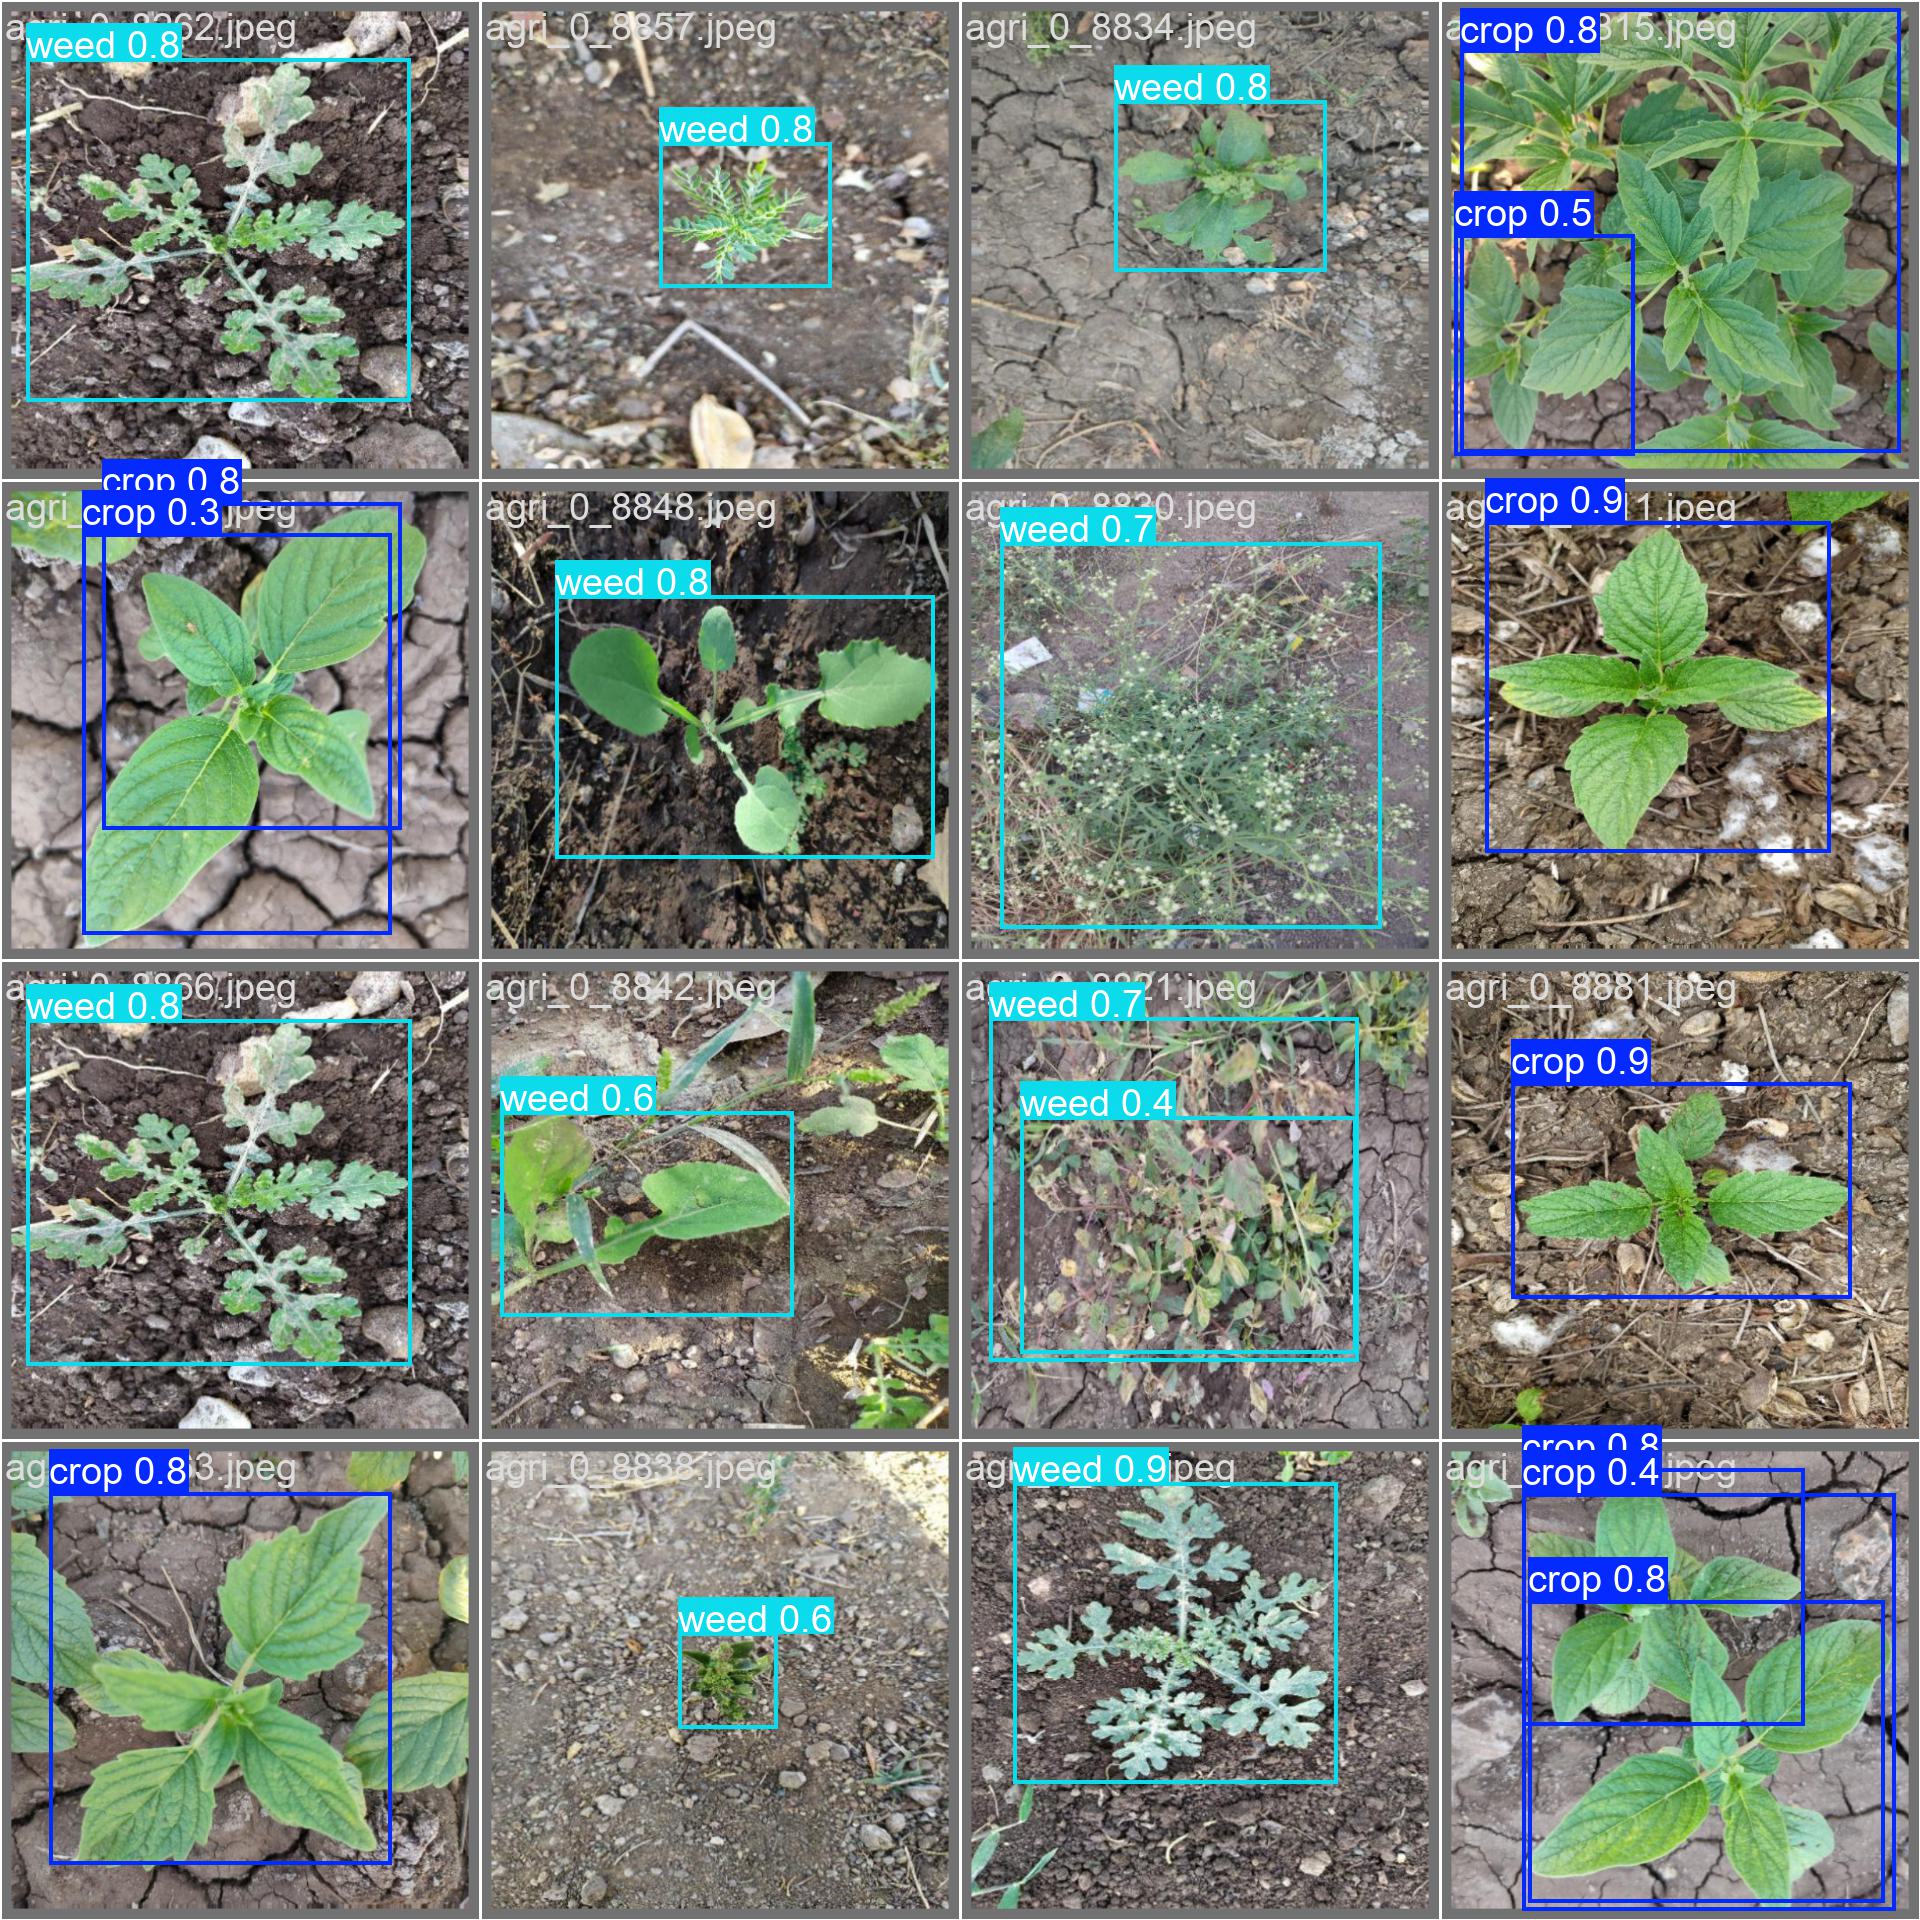 weed 0.8
agri_0_8857.jpeg
weed 0.8
agri_0_8834.jpeg
weed 0.8
crop 0.8
crop 0.5
crop 0.8
crop 0.3
agri_0_8848.jpeg
weed 0.8
weed 0.7
crop 0.9
weed 0.8
agri_0_8842.jpeg
weed 0.6
weed 0.7
weed 0.4
agri_0_8881.jpeg
crop 0.9
crop 0.8
agri_0_8838.jpeg
weed 0.6
weed 0.9
crop 0.8
crop 0.4
crop 0.8